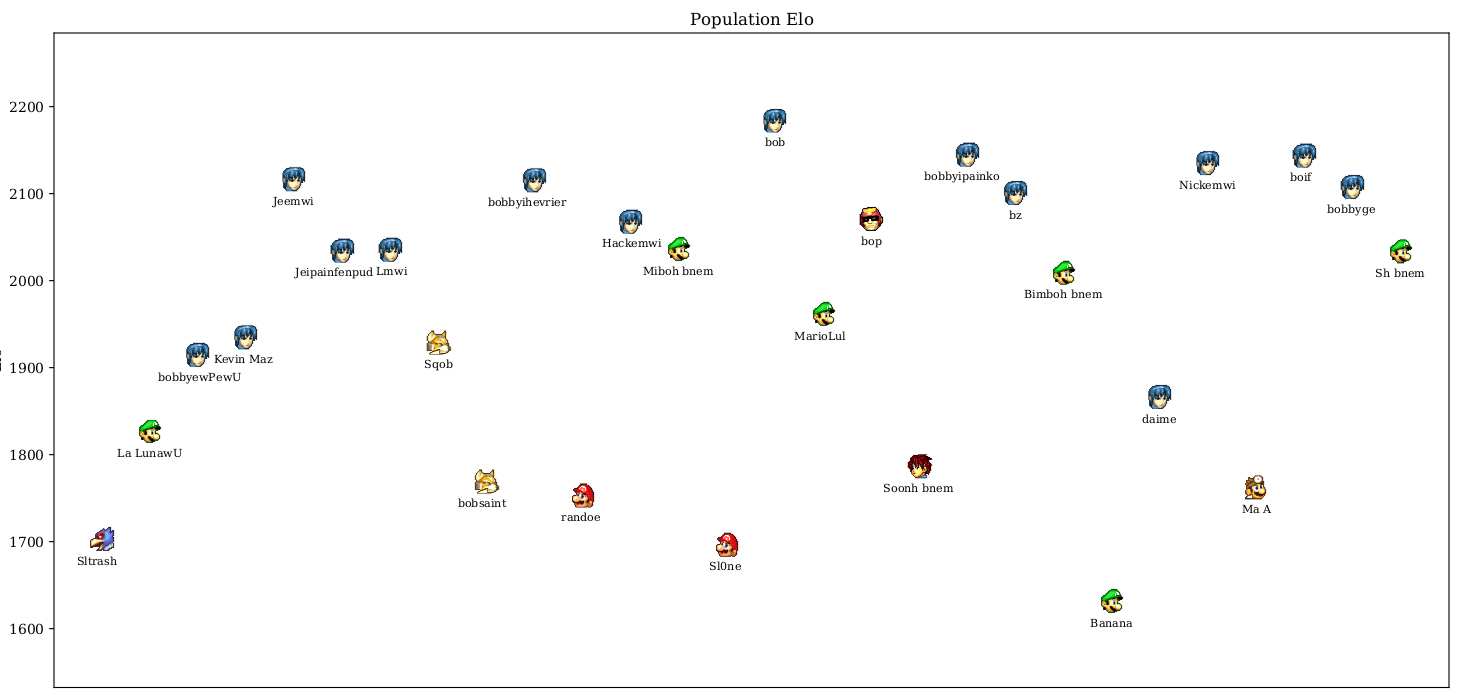 Population Elo
2200
bob
bobbyipainko
boif
Nickemwi
2100
Jeemwi
bobbyihevrier
bz
bobbyge
bop
Hackemwi
Jeipainfenpud
Lmwi
Miboh bnem
Sh bnem
2000
Bimboh bnem
MarioLul
Kevin Maz
Sqob
1900
bobbyewPewU
daime
La LunawU
1800
Soonh bnem
bobsaint
Ma A
randoe
1700
Sltrash
Sl0ne
1600
Banana